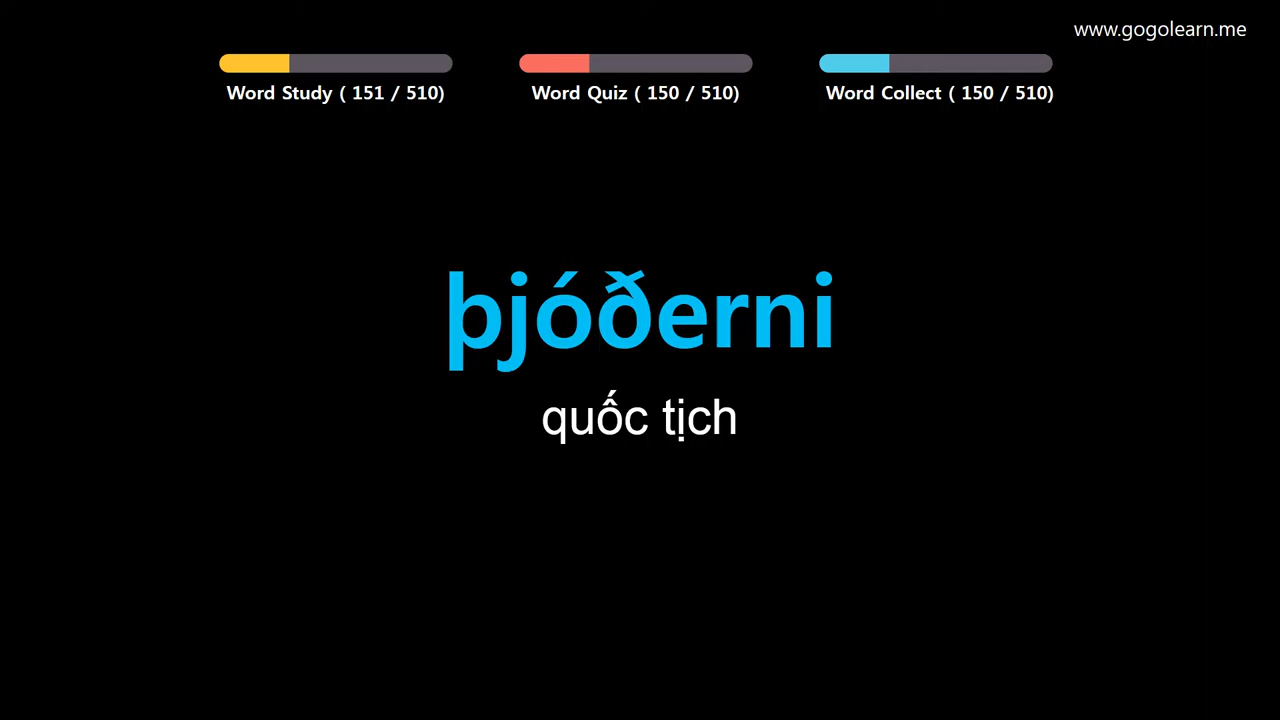 www.gogolearn.me
Word Study ( 151 / 510)
Word Quiz ( 150 / 510)
Word Collect ( 150 / 510)
þjóðerni
quốc tịch